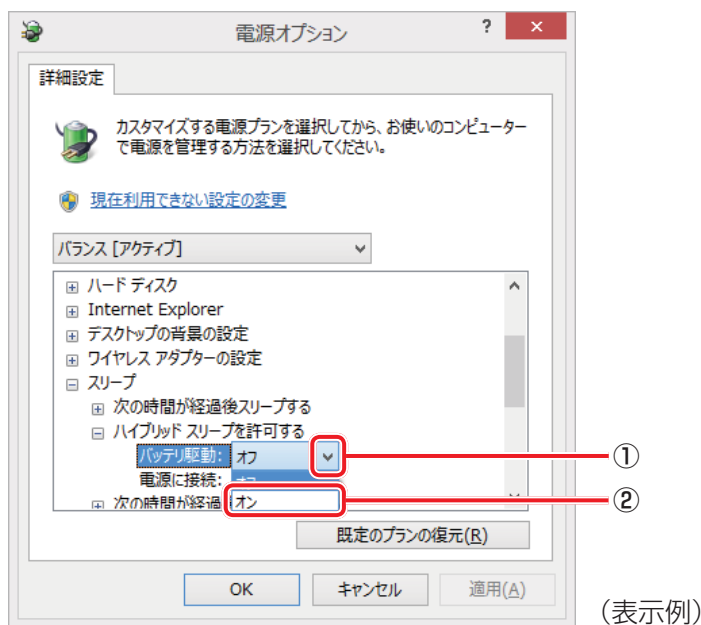 電源オプション
?
×
詳細設定
カスタマイズする電源プランを選択してから、お使いのコンピューター
で電源を管理する方法を選択してください。
現在利用できない設定の変更
バランス [アクティブ]
ハード ディスク
Internet Explorer
デスクトップの背景の設定
ワイヤレス アダプターの設定
スリープ
次の時間が経過後スリープする
ハイブリッド スリープを許可する
バッテリ駆動: オフ
①
電源に接続: オフ
次の時間が経過 オン
②
既定のプランの復元(R)
OK キャンセル 適用(A)
（表示例）